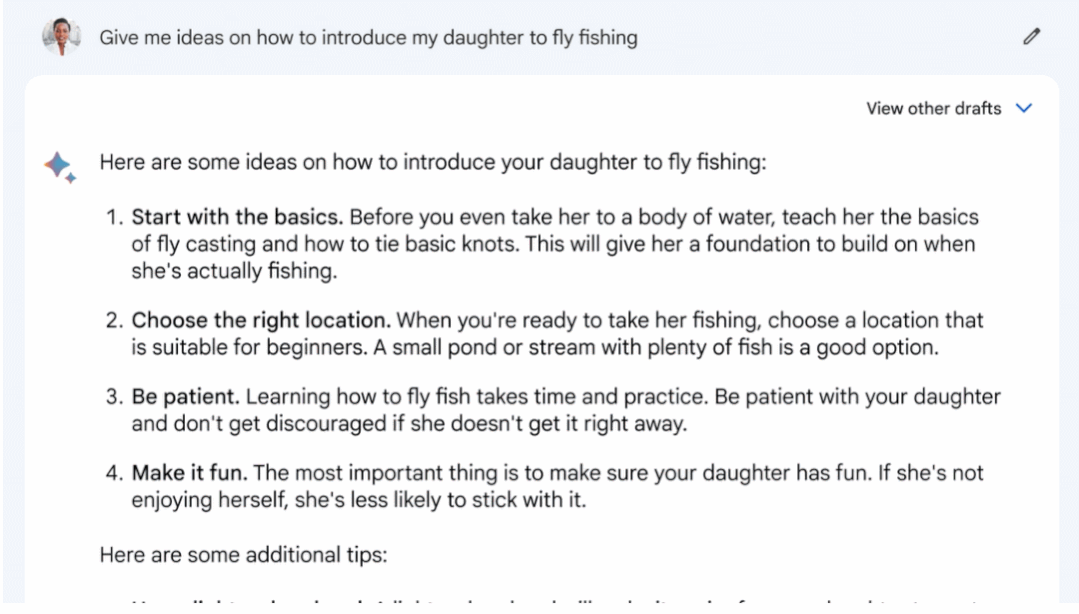 Give me ideas on how to introduce my daughter to fly fishing
View other drafts
Here are some ideas on how to introduce your daughter to fly fishing:
1. Start with the basics. Before you even take her to a body of water, teach her the basics
of fly casting and how to tie basic knots. This will give her a foundation to build on when
she's actually fishing.
2. Choose the right location. When you're ready to take her fishing, choose a location that
is suitable for beginners. A small pond or stream with plenty of fish is a good option.
3. Be patient. Learning how to fly fish takes time and practice. Be patient with your daughter
and don't get discouraged if she doesn't get it right away.
4. Make it fun. The most important thing is to make sure your daughter has fun. If she's not
enjoying herself, she's less likely to stick with it.
Here are some additional tips: